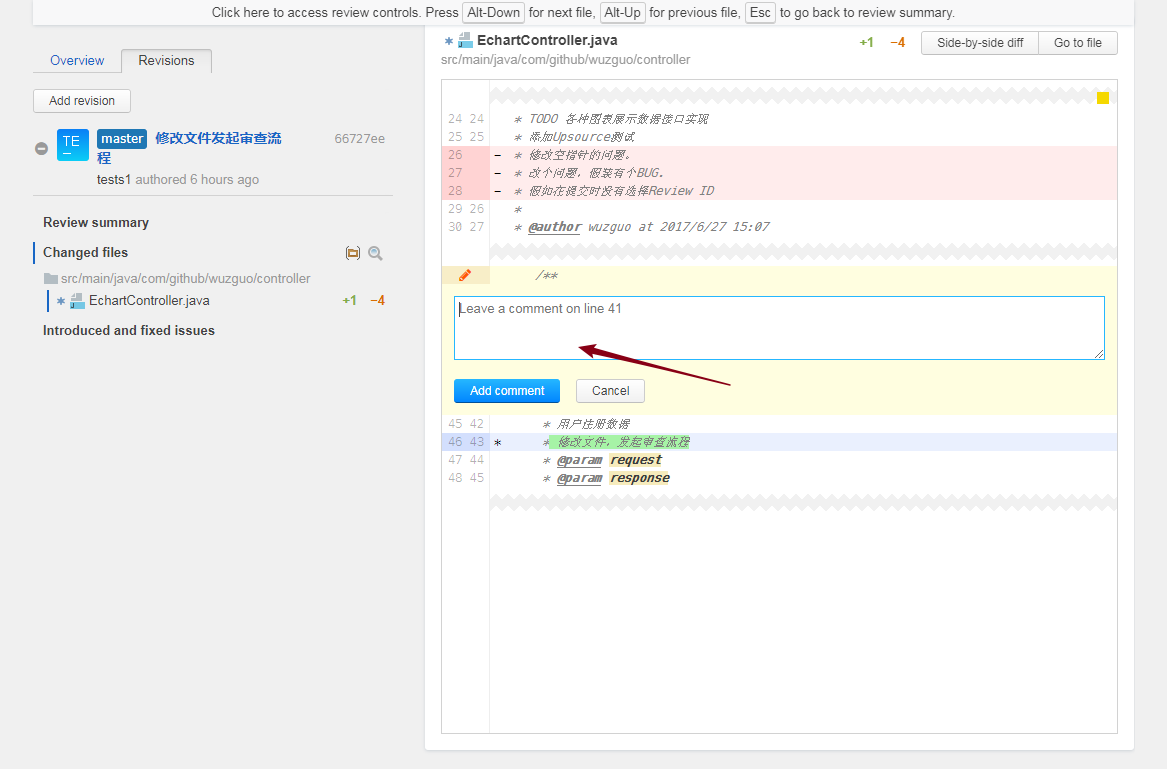 Click here to access review controls. Press Alt-Down for next file, Alt-Up for previous file, Esc to go back to review summary.
Overview Revisions
Add revision
TE master 修改文件发起审查流程 66727ee
tests1 authored 6 hours ago
Review summary
Changed files
src/main/java/com/github/wuzguo/controller
* EchartController.java +1 −4
Introduced and fixed issues
* EchartController.java +1 −4 Side-by-side diff Go to file
src/main/java/com/github/wuzguo/controller
24 24 * TODO 各种图表展示数据接口实现
25 25 * 添加Upsource测试
26 - * 修改空指针的问题。
27 - * 改个问题，假装有个BUG。
28 - * 假如在提交时没有选择Review ID
29 26 *
30 27 * @author wuzguo at 2017/6/27 15:07
/**
Leave a comment on line 41
Add comment Cancel
45 42 * 用户注册数据
46 43 * * 修改文件，发起审查流程
47 44 * @param request
48 45 * @param response